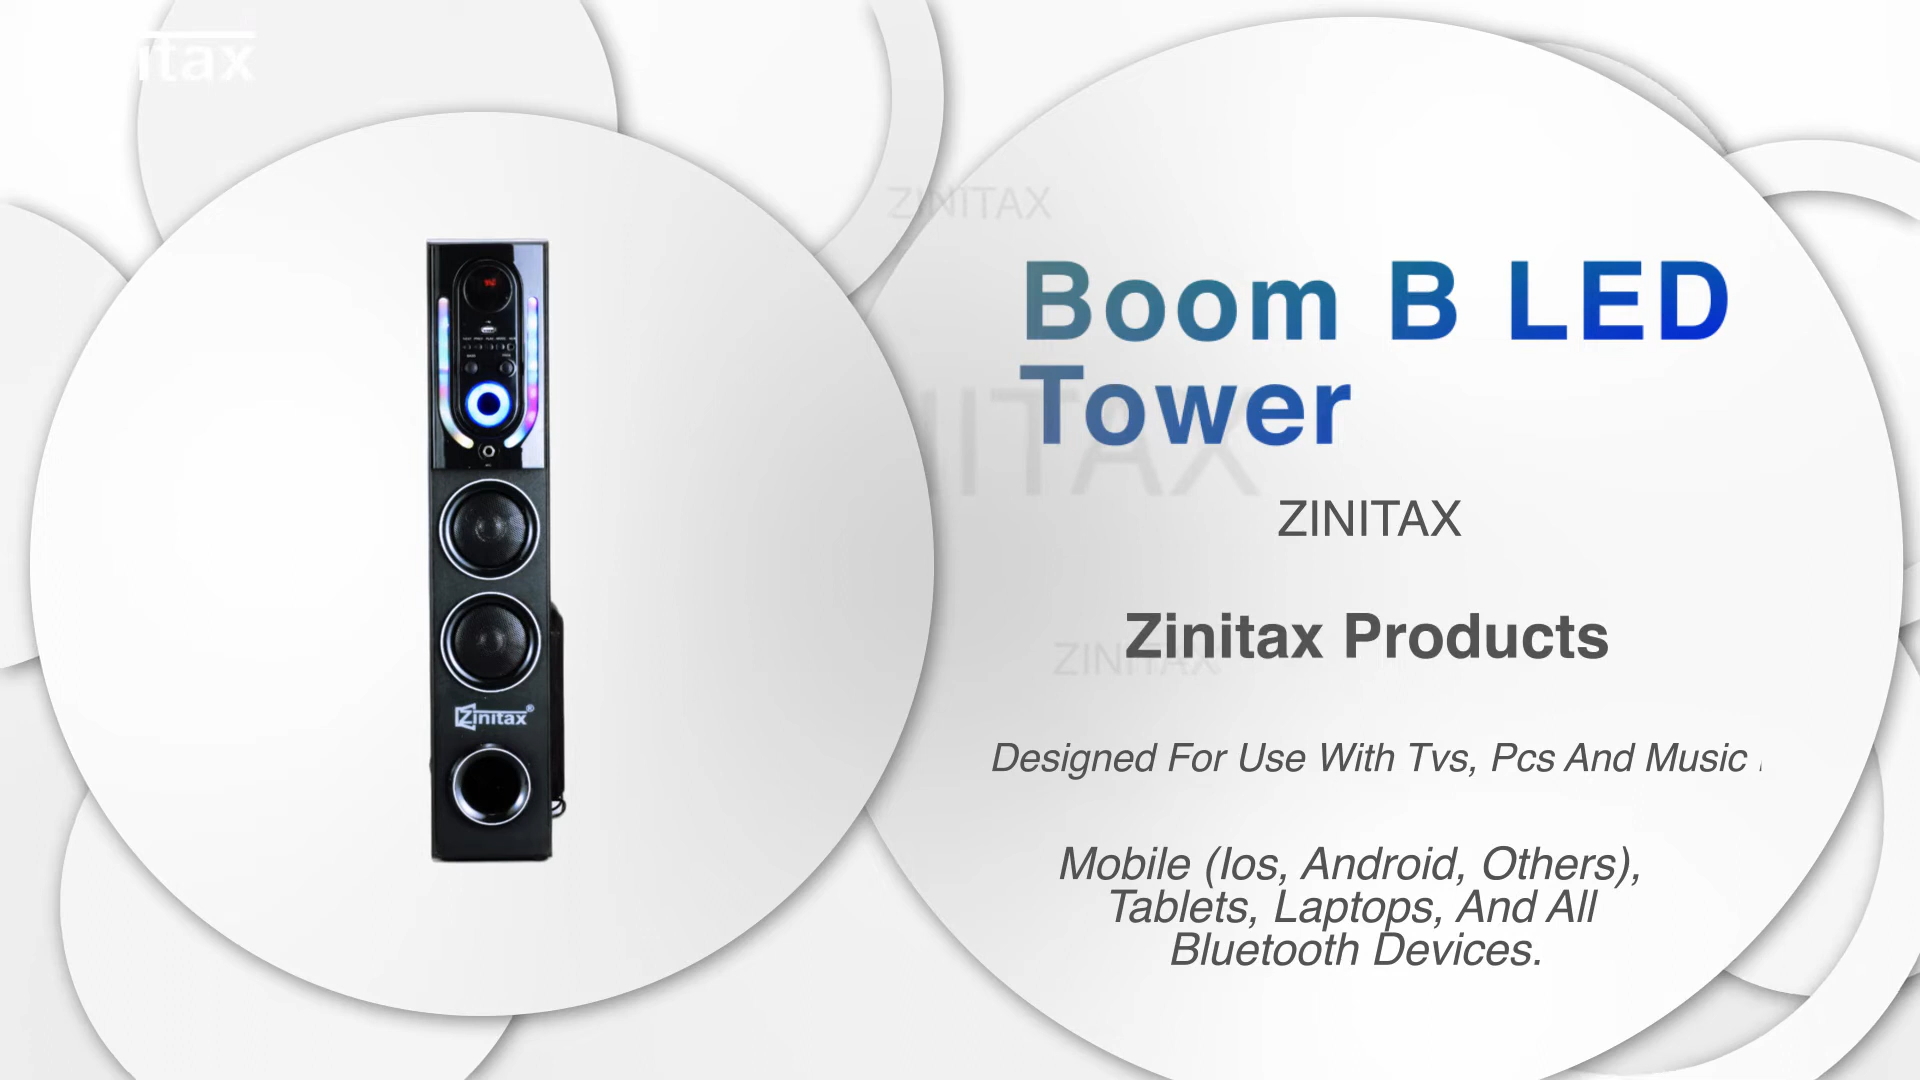 itax
ZINITAX
Boom B LED
Tower
ZINITAX
Zinitax Products
ZINITAX
Designed For Use With Tvs, Pcs And Music
Mobile (Ios, Android, Others),
Tablets, Laptops, And All
Bluetooth Devices.
Zinitax®